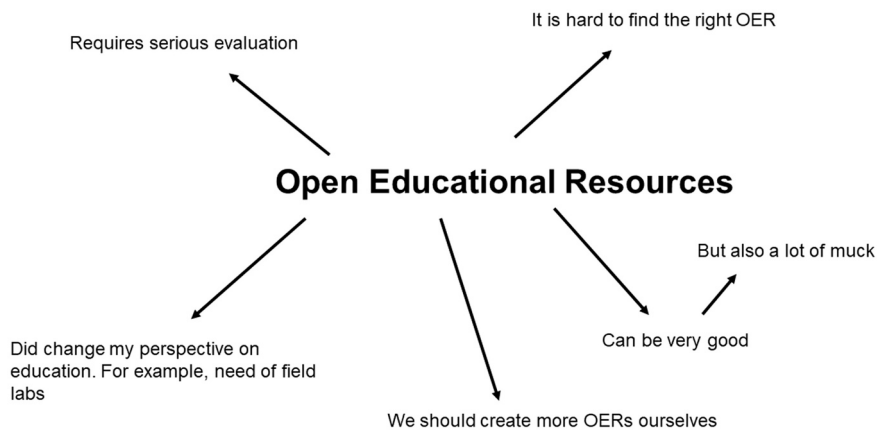 It is hard to find the right OER
Requires serious evaluation
Open Educational Resources
But also a lot of muck
Can be very good
Did change my perspective on
education. For example, need of field
labs
We should create more OERs ourselves